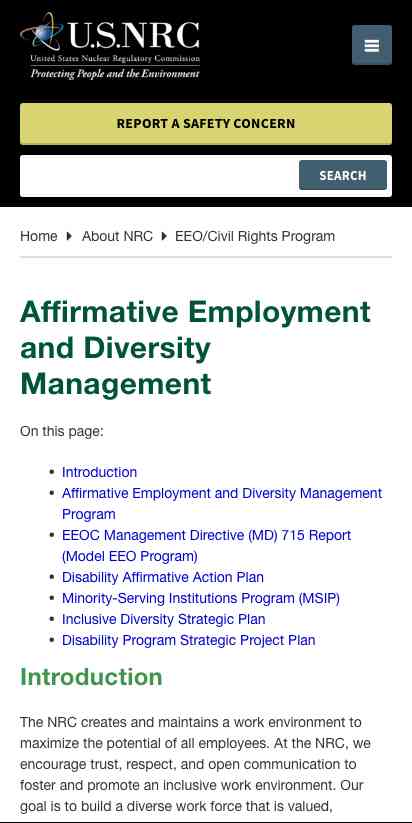 U.S.NRC
United States Nuclear Regulatory Commission
Protecting People and the Environment
REPORT A SAFETY CONCERN
SEARCH
Home About NRC EEO/Civil Rights Program
Affirmative Employment
and Diversity
Management
On this page:
Introduction
Affirmative Employment and Diversity Management
Program
EEOC Management Directive (MD) 715 Report
(Model EEO Program)
Disability Affirmative Action Plan
Minority-Serving Institutions Program (MSIP)
Inclusive Diversity Strategic Plan
Disability Program Strategic Project Plan
Introduction
The NRC creates and maintains a work environment to
maximize the potential of all employees. At the NRC, we
encourage trust, respect, and open communication to
foster and promote an inclusive work environment. Our
goal is to build a diverse work force that is valued,